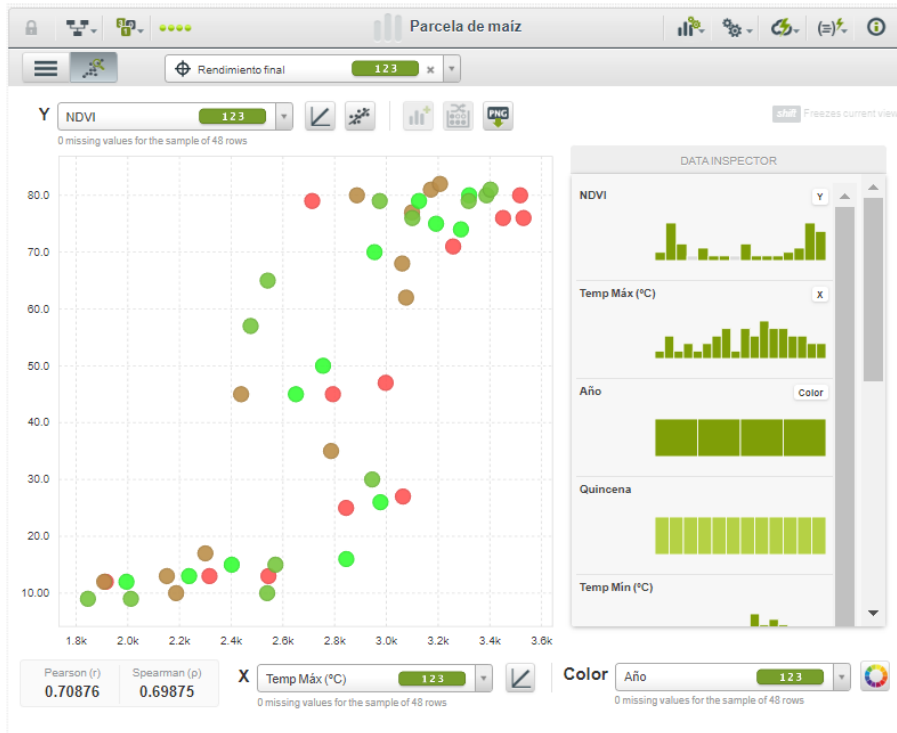 Parcela de maíz
Rendimiento final 123 ×
Y NDVI 123
PNG
0 missing values for the sample of 48 rows
shift Freezes current view
DATA INSPECTOR
NDVI Y
Temp Máx (ºC) X
Año Color
Quincena
Temp Mín (ºC)
80.0
70.0
60.0
50.0
40.0
30.0
20.0
10.00
1.8k 2.0k 2.2k 2.4k 2.6k 2.8k 3.0k 3.2k 3.4k 3.6k
Pearson (r) Spearman (ρ)
0.70876 0.69875
X Temp Máx (ºC) 123
0 missing values for the sample of 48 rows
Color Año 123
0 missing values for the sample of 48 rows